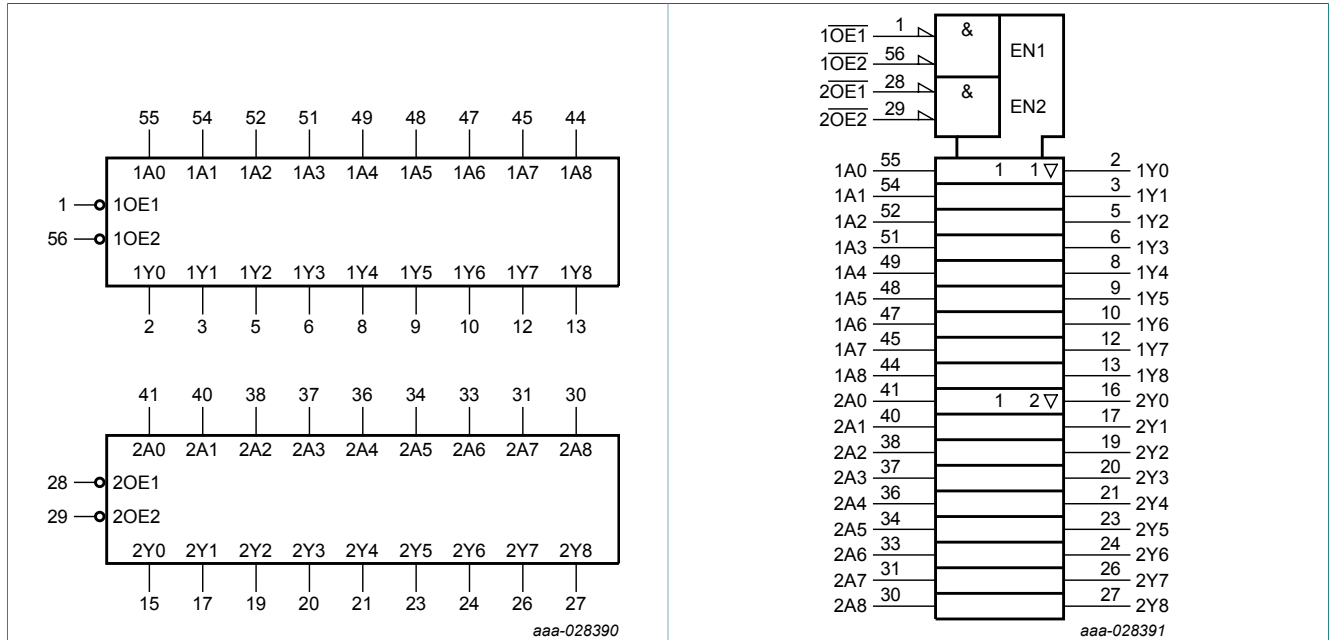 55 54 52 51 49 48 47 45 44
1A0 1A1 1A2 1A3 1A4 1A5 1A6 1A7 1A8
1 1OE1
56 1OE2
1Y0 1Y1 1Y2 1Y3 1Y4 1Y5 1Y6 1Y7 1Y8
2 3 5 6 8 9 10 12 13
41 40 38 37 36 34 33 31 30
2A0 2A1 2A2 2A3 2A4 2A5 2A6 2A7 2A8
28 2OE1
29 2OE2
2Y0 2Y1 2Y2 2Y3 2Y4 2Y5 2Y6 2Y7 2Y8
15 17 19 20 21 23 24 26 27
aaa-028390
1OE1 1 &
EN1
1OE2 56
2OE1 28 &
EN2
2OE2 29
1A0 55 1 1 ▽ 2 1Y0
1A1 54 3 1Y1
1A2 52 5 1Y2
1A3 51 6 1Y3
1A4 49 8 1Y4
1A5 48 9 1Y5
1A6 47 10 1Y6
1A7 45 12 1Y7
1A8 44 13 1Y8
2A0 41 1 2 ▽ 16 2Y0
2A1 40 17 2Y1
2A2 38 19 2Y2
2A3 37 20 2Y3
2A4 36 21 2Y4
2A5 34 23 2Y5
2A6 33 24 2Y6
2A7 31 26 2Y7
2A8 30 27 2Y8
aaa-028391